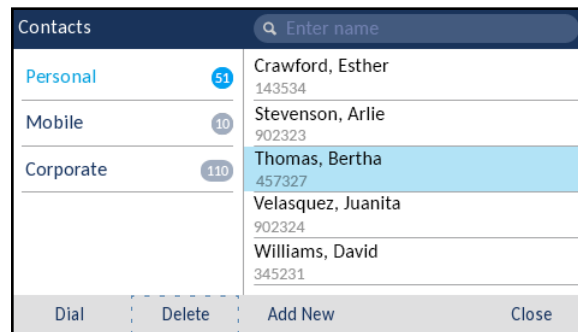 Contacts
Enter name
Personal 51
Mobile 10
Corporate 110
Crawford, Esther
143534
Stevenson, Arlie
902323
Thomas, Bertha
457327
Velasquez, Juanita
902324
Williams, David
345231
Dial Delete Add New Close